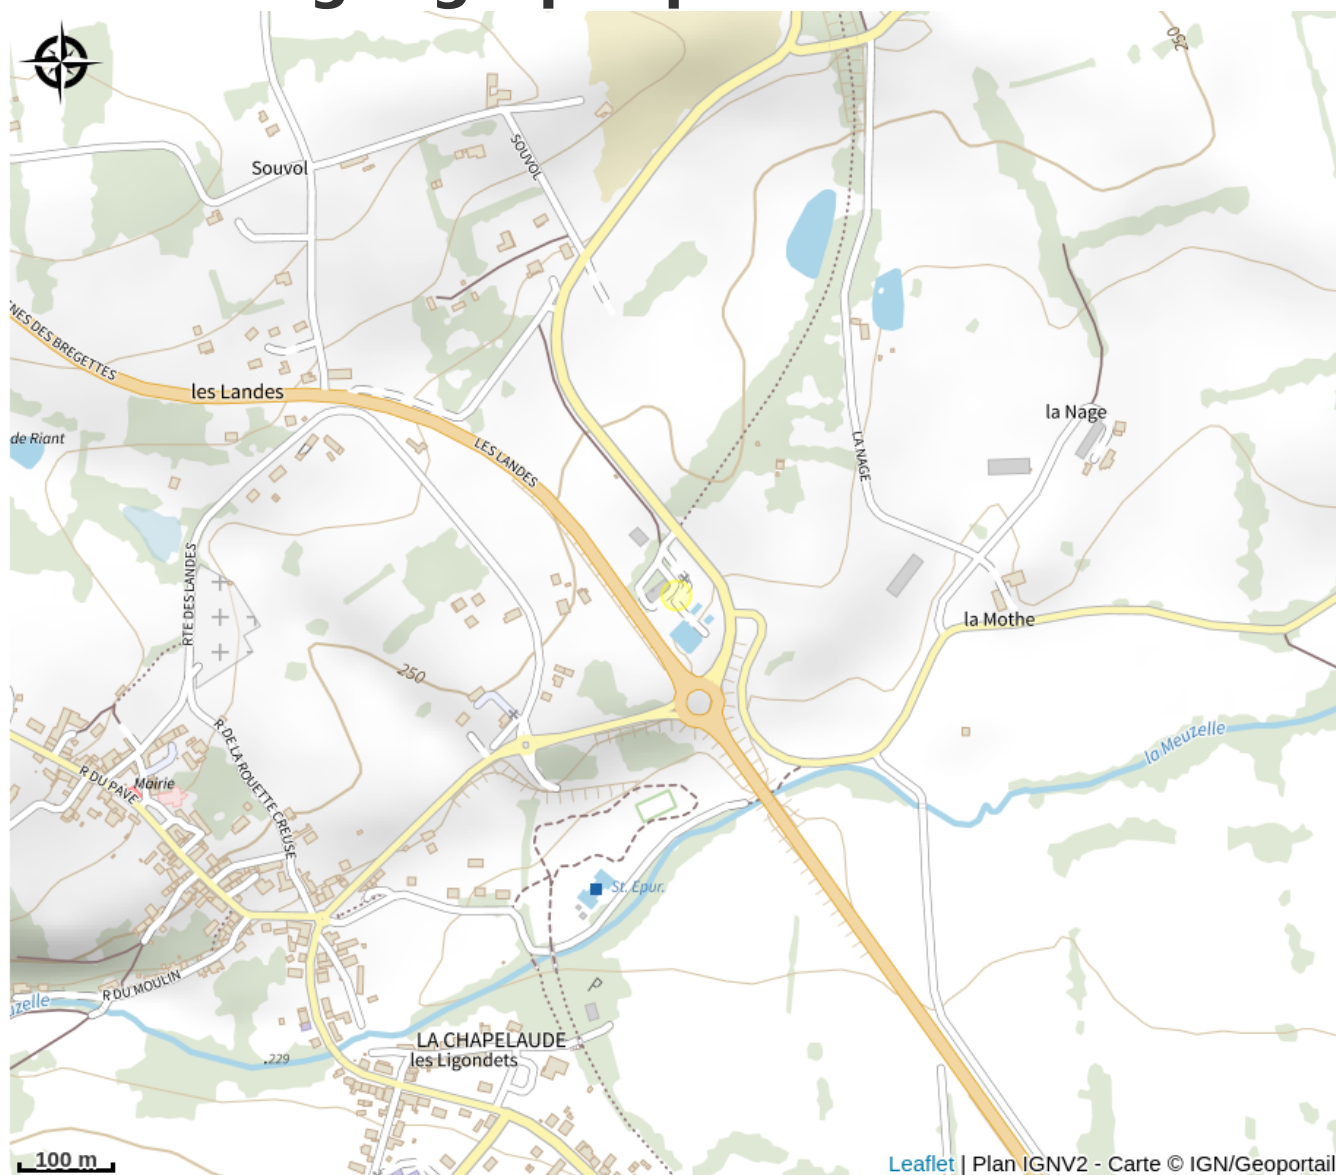 250
Souvol
SOUVOL
NES DES BREGETTES
les Landes
la Nage
de Riant
LES LANDES
LA NAGE
RTE DES LANDES
la Mothe
250
R DE LA ROUETTE CREUSE
la Meuzelle
Mairie
R DU PAVE
St. Epur.
R DU MOULIN
uzelle
P
LA CHAPELAUDE
les Ligondets
229
100 m
Leaflet | Plan IGNV2 - Carte © IGN/Geoportail